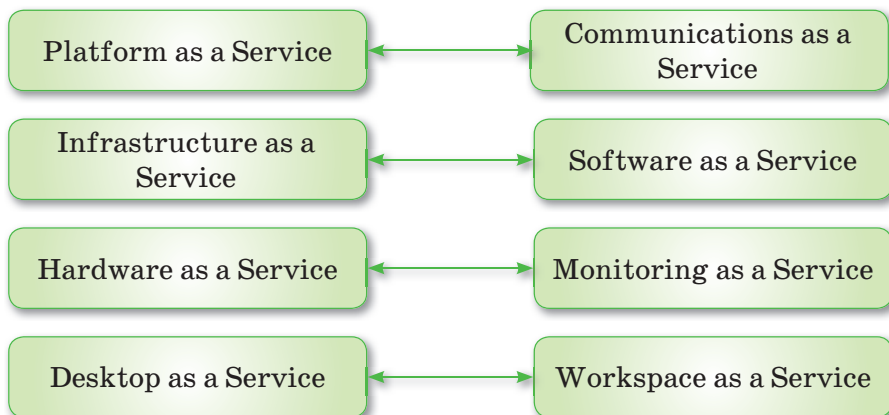 Platform as a Service
Communications as a
Service
Infrastructure as a
Service
Software as a Service
Hardware as a Service
Monitoring as a Service
Desktop as a Service
Workspace as a Service